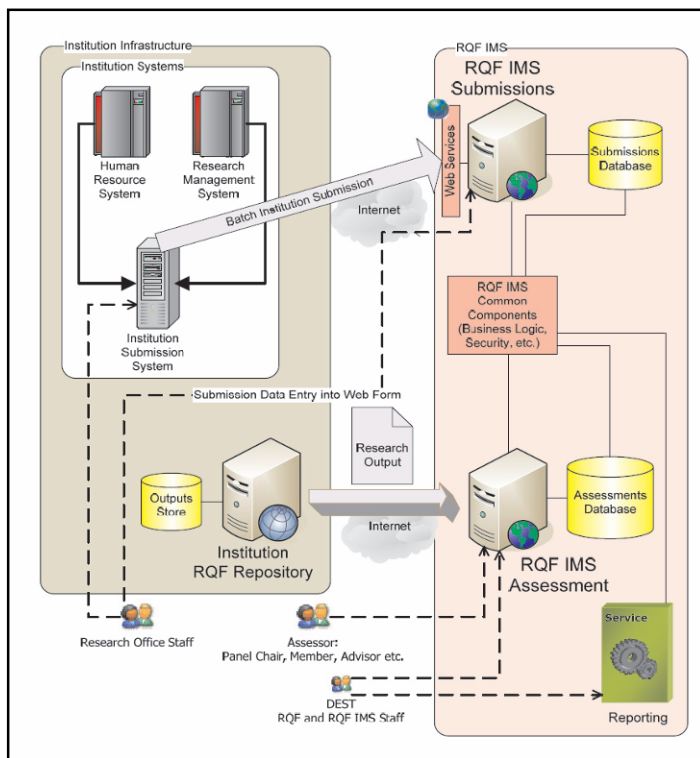 Institution Infrastructure
Institution Systems
Human
Resource
System
Research
Management
System
Batch Institution Submission
Institution
Submission
System
Submission Data Entry into Web Form
Outputs
Store
Institution
RQF Repository
Research
Output
Internet
Internet
RQF IMS
RQF IMS
Submissions
Web Services
Submissions
Database
RQF IMS
Common
Components
(Business Logic,
Security, etc.)
Assessments
Database
RQF IMS
Assessment
Research Office Staff
Assessor:
Panel Chair, Member, Advisor etc.
DEST
RQF and RQF IMS Staff
Service
Reporting